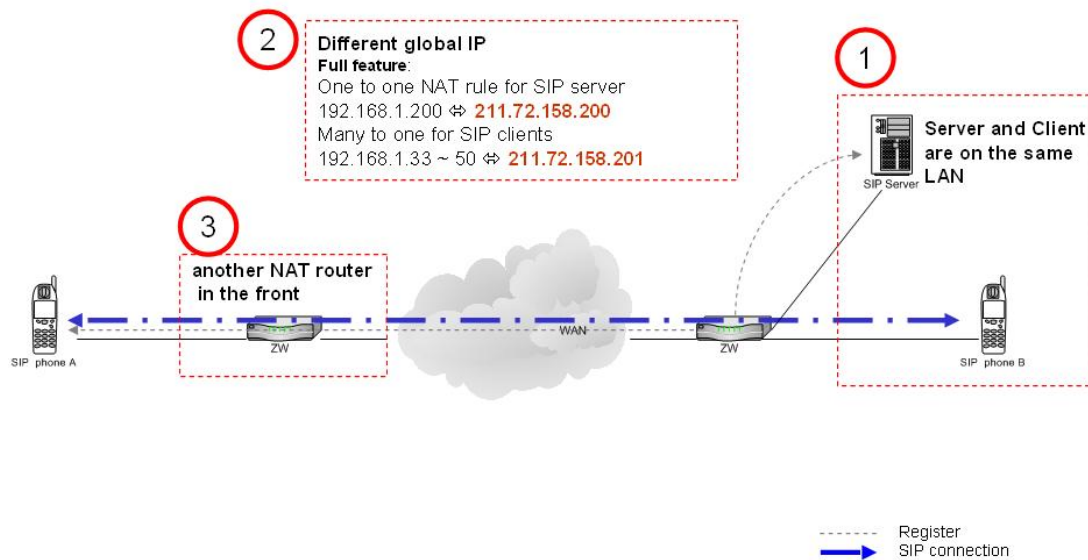 2
Different global IP
Full feature:
One to one NAT rule for SIP server
192.168.1.200 ⇔ 211.72.158.200
Many to one for SIP clients
192.168.1.33 ~ 50 ⇔ 211.72.158.201
1
Server and Client
are on the same
LAN
SIP Server
3
another NAT router
in the front
SIP phone A
ZW
WAN
ZW
SIP phone B
Register
SIP connection